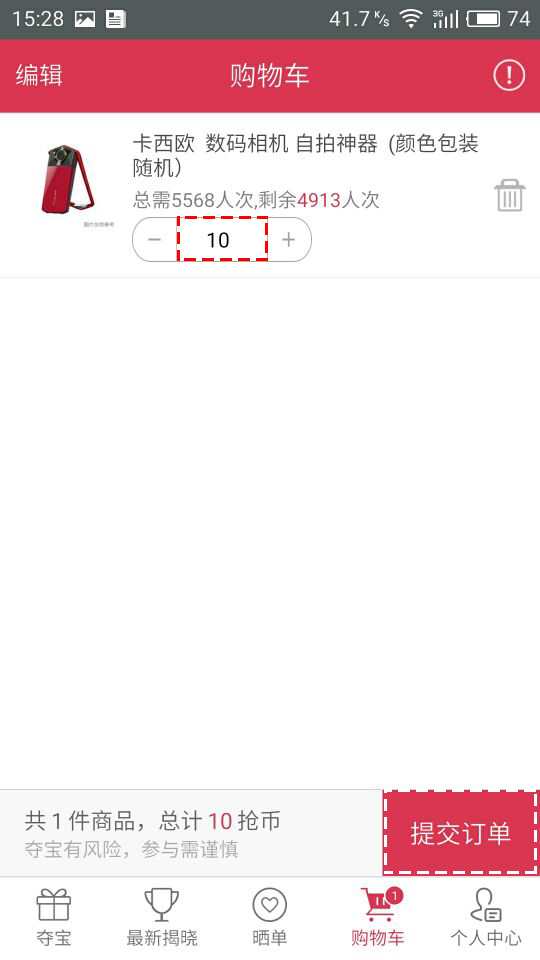 15:28 41.7 K/s 3G 74
编辑 购物车
卡西欧 数码相机 自拍神器 (颜色包装
随机）
总需5568人次,剩余4913人次
图片仅供参考
− 10 +
共 1 件商品，总计 10 抢币
夺宝有风险，参与需谨慎
提交订单
1
夺宝 最新揭晓 晒单 购物车 个人中心